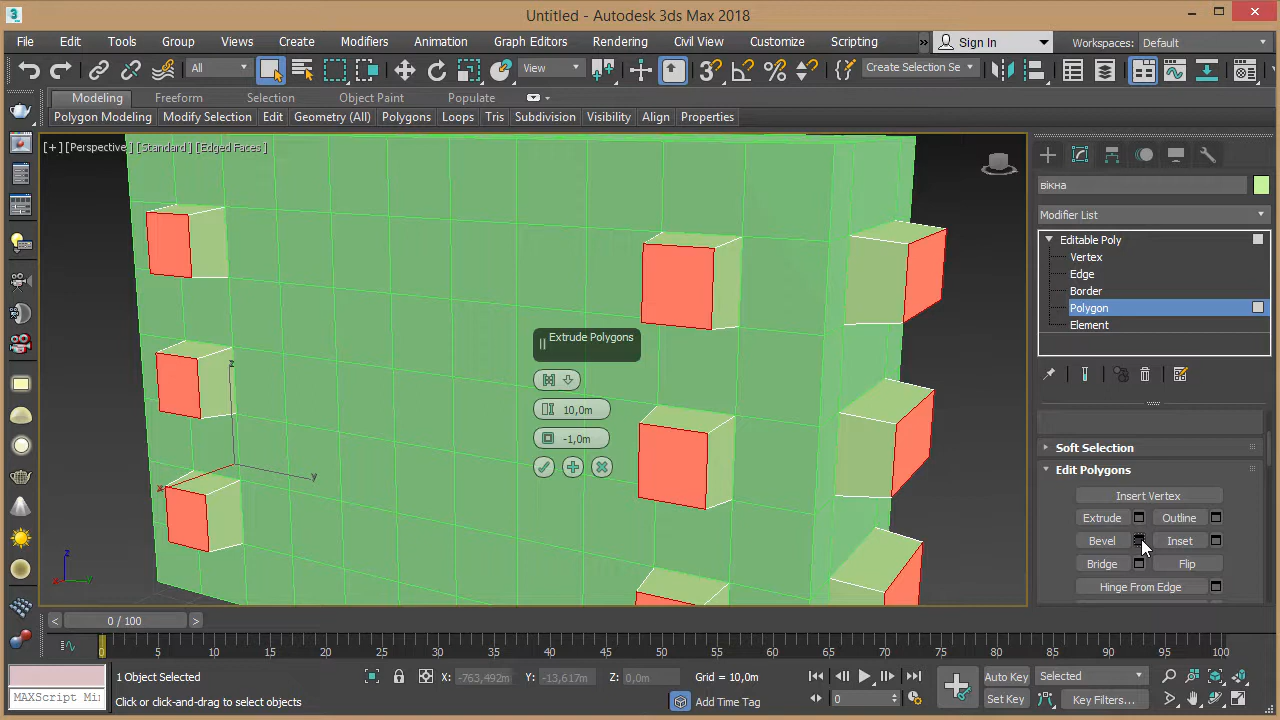 Untitled - Autodesk 3ds Max 2018
File Edit Tools Group Views Create Modifiers Animation Graph Editors Rendering Civil View Customize Scripting » Sign In Workspaces: Default
All View Create Selection Se
Modeling Freeform Selection Object Paint Populate
Polygon Modeling Modify Selection Edit Geometry (All) Polygons Loops Tris Subdivision Visibility Align Properties
[+] [Perspective ] [Standard ] [Edged Faces ]
вікна
Modifier List
Editable Poly
Vertex
Edge
Border
Polygon
Element
Extrude Polygons
10,0m
-1,0m
z
y
x
z
y
x
Soft Selection
Edit Polygons
Insert Vertex
Extrude Outline
Bevel Inset
Bridge Flip
Hinge From Edge
< 0 / 100 >
0 5 10 15 20 25 30 35 40 45 50 55 60 65 70 75 80 85 90 95 100
1 Object Selected X: -763,492m Y: -13,617m Z: 0,0m Grid = 10,0m Auto Key Selected
MAXScript Mi Click or click-and-drag to select objects Add Time Tag 0 Set Key Key Filters...